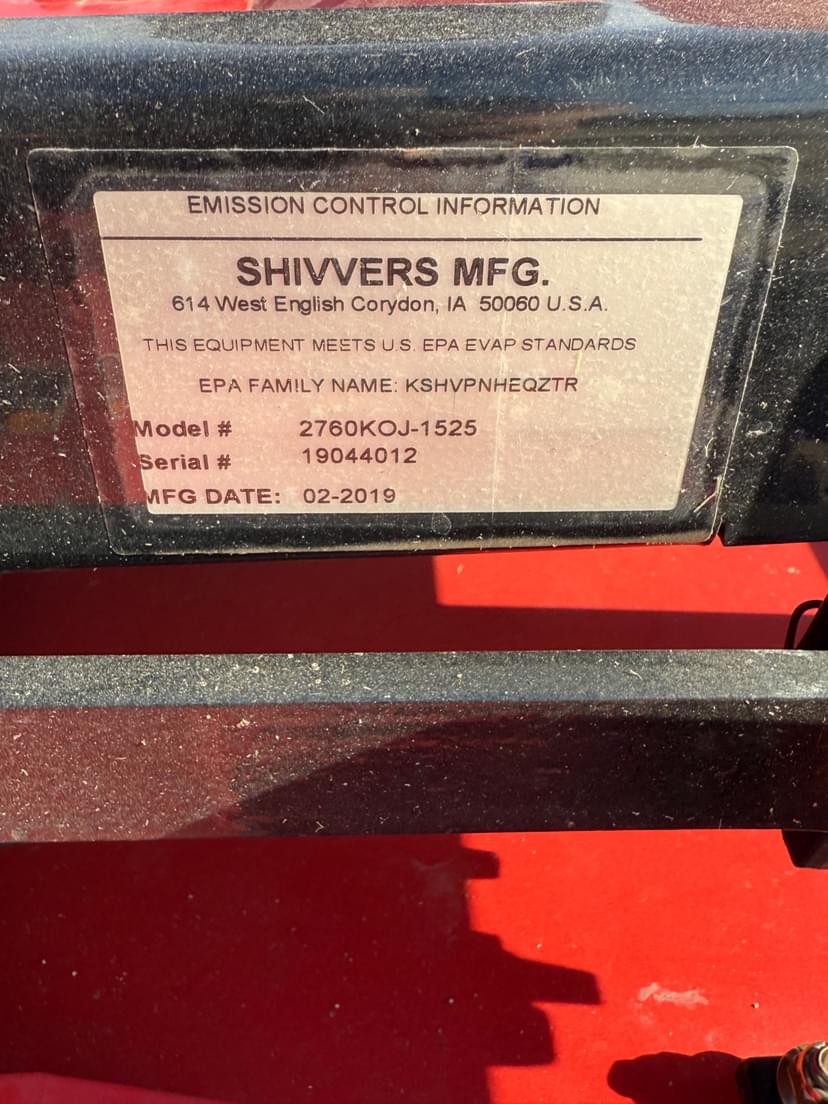 EMISSION CONTROL INFORMATION
SHIVVERS MFG.
614 West English Corydon, IA 50060 U.S.A.
THIS EQUIPMENT MEETS U.S. EPA EVAP STANDARDS
EPA FAMILY NAME: KSHVPNHEQZTR
Model # 2760KOJ-1525
Serial # 19044012
MFG DATE: 02-2019